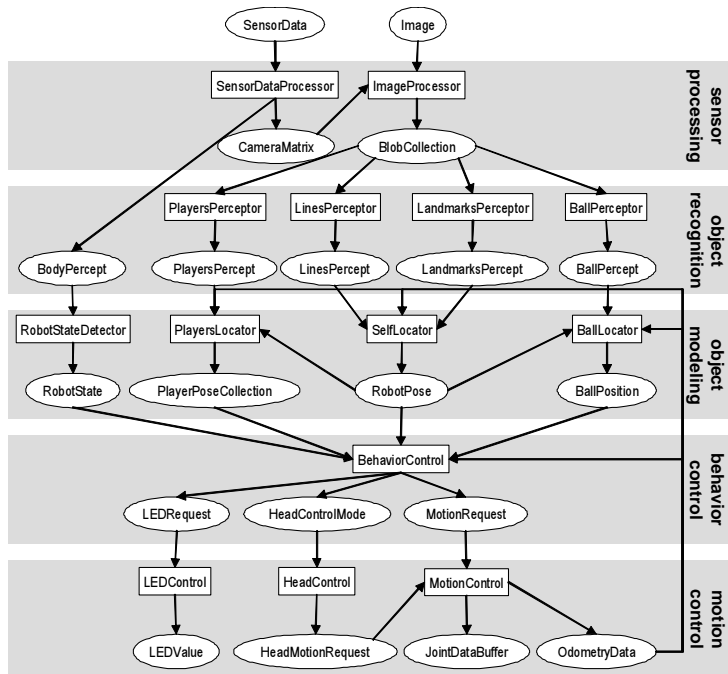 SensorData
Image
SensorDataProcessor
ImageProcessor
CameraMatrix
BlobCollection
sensor
processing
PlayersPerceptor
LinesPerceptor
LandmarksPerceptor
BallPerceptor
BodyPercept
PlayersPercept
LinesPercept
LandmarksPercept
BallPercept
object
recognition
RobotStateDetector
PlayersLocator
SelfLocator
BallLocator
RobotState
PlayerPoseCollection
RobotPose
BallPosition
object
modeling
BehaviorControl
LEDRequest
HeadControlMode
MotionRequest
behavior
control
LEDControl
HeadControl
MotionControl
LEDValue
HeadMotionRequest
JointDataBuffer
OdometryData
motion
control